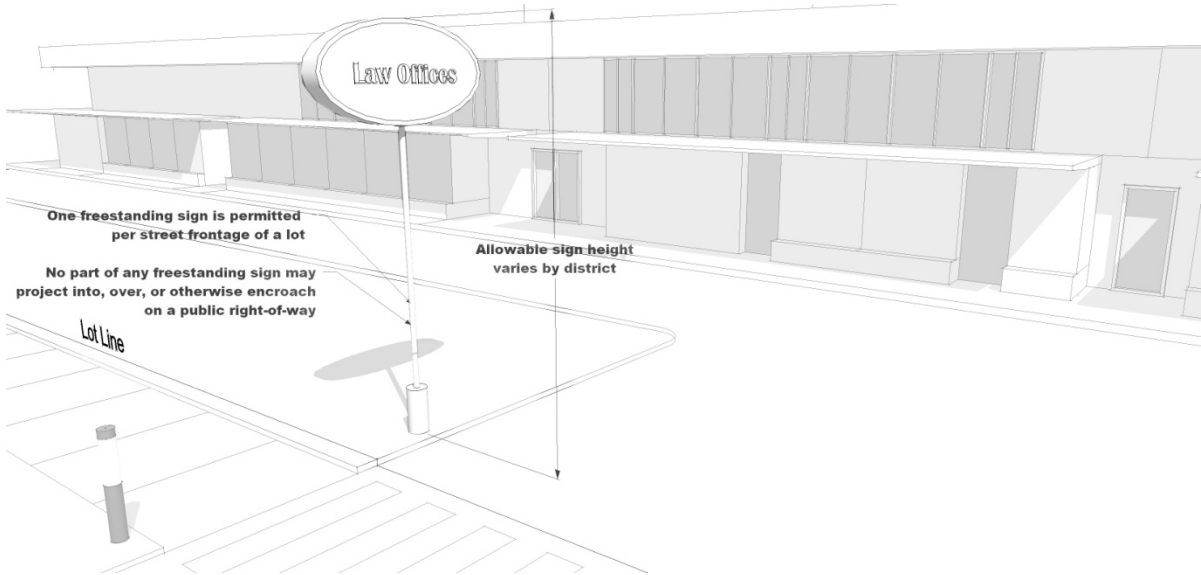 Law Offices
One freestanding sign is permitted
per street frontage of a lot
Allowable sign height
varies by district
No part of any freestanding sign may
project into, over, or otherwise encroach
on a public right-of-way
Lot Line